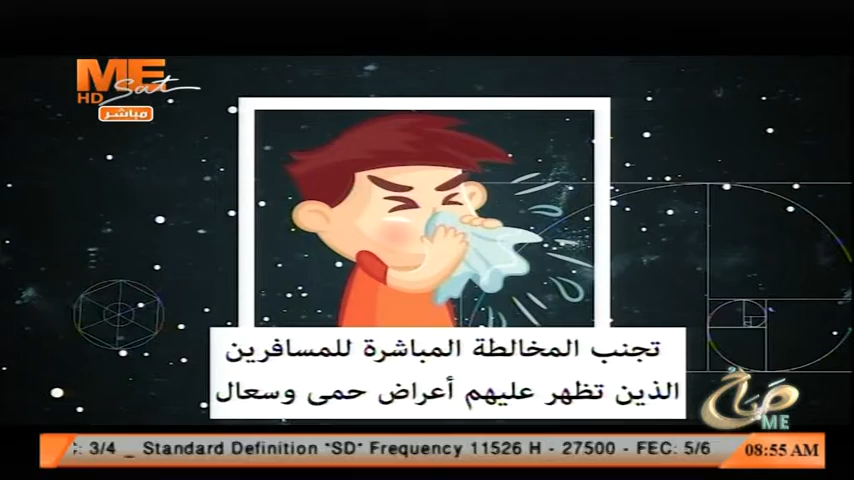 ME
Sat
HD
مباشر
تجنب المخالطة المباشرة للمسافرين
الذين تظهر عليهم أعراض حمى وسعال
صباح
ME
: 3/4 _ Standard Definition "SD" Frequency 11526 H - 27500 - FEC: 5/6
08:55 AM